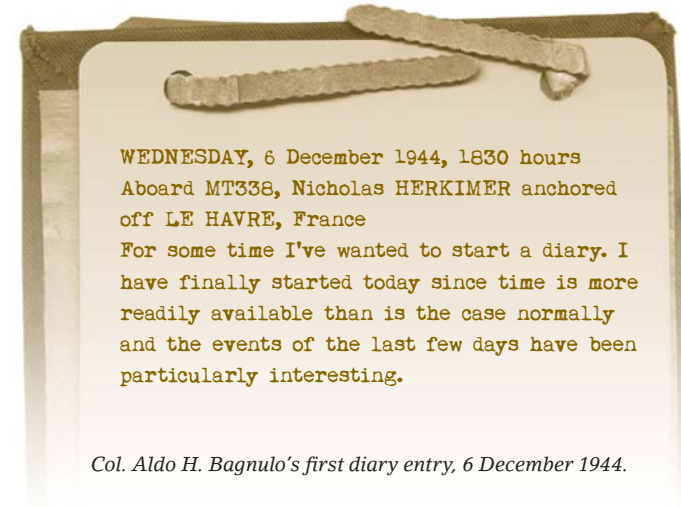 WEDNESDAY, 6 December 1944, 1830 hours
Aboard MT338, Nicholas HERKIMER anchored
off LE HAVRE, France
For some time I've wanted to start a diary. I
have finally started today since time is more
readily available than is the case normally
and the events of the last few days have been
particularly interesting.
Col. Aldo H. Bagnulo's first diary entry, 6 December 1944.